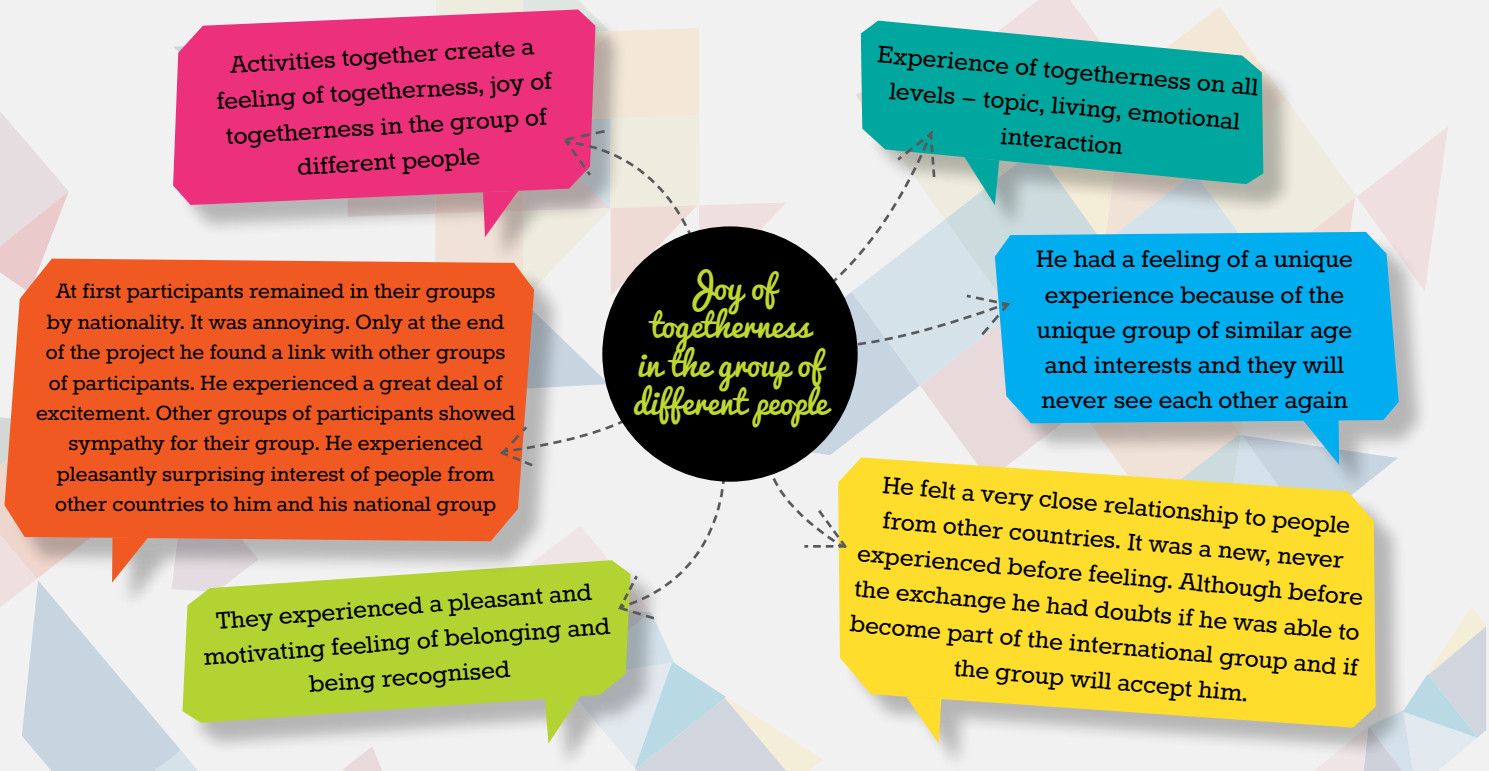 Activities together create a
feeling of togetherness, joy of
togetherness in the group of
different people
Experience of togetherness on all
levels – topic, living, emotional
interaction
Joy of
togetherness
in the group of
different people
He had a feeling of a unique
experience because of the
unique group of similar age
and interests and they will
never see each other again
At first participants remained in their groups
by nationality. It was annoying. Only at the end
of the project he found a link with other groups
of participants. He experienced a great deal of
excitement. Other groups of participants showed
sympathy for their group. He experienced
pleasantly surprising interest of people from
other countries to him and his national group
He felt a very close relationship to people
from other countries. It was a new, never
experienced before feeling. Although before
the exchange he had doubts if he was able to
become part of the international group and if
the group will accept him.
They experienced a pleasant and
motivating feeling of belonging and
being recognised